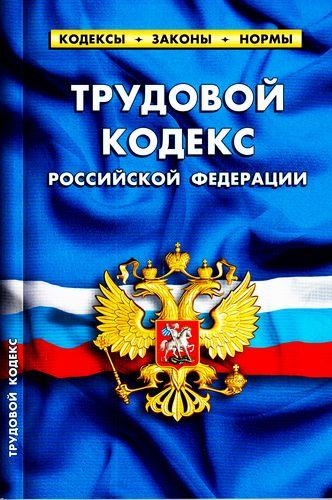 КОДЕКСЫ + ЗАКОНЫ + НОРМЫ
ТРУДОВОЙ
КОДЕКС
РОССИЙСКОЙ ФЕДЕРАЦИИ
ТРУДОВОЙ КОДЕКС